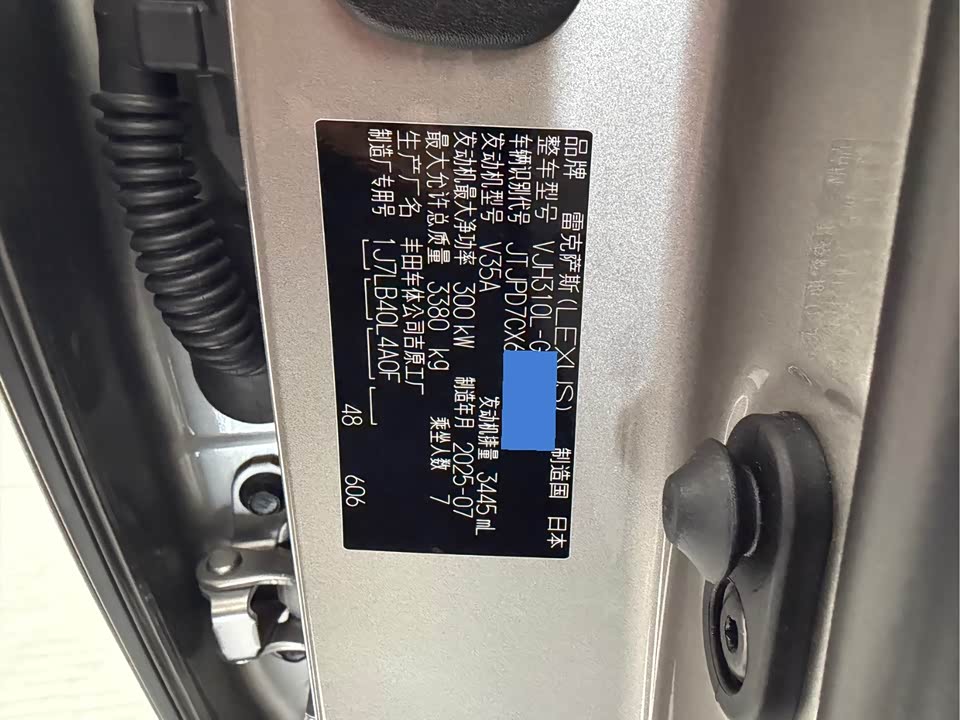 品牌 雷克萨斯(LEXUS) 制造国 日本
整车型号 VJH310L-G
车辆识别代号 JTJPD7CX6
发动机型号 V35A 发动机排量 3445 mL
发动机最大净功率 300 kW 制造年月 2025-07
最大允许总质量 3380 kg 乘坐人数 7
生产厂名 丰田车体公司吉原工厂
制造厂专用号 1J7LB40L4A0F
48 606